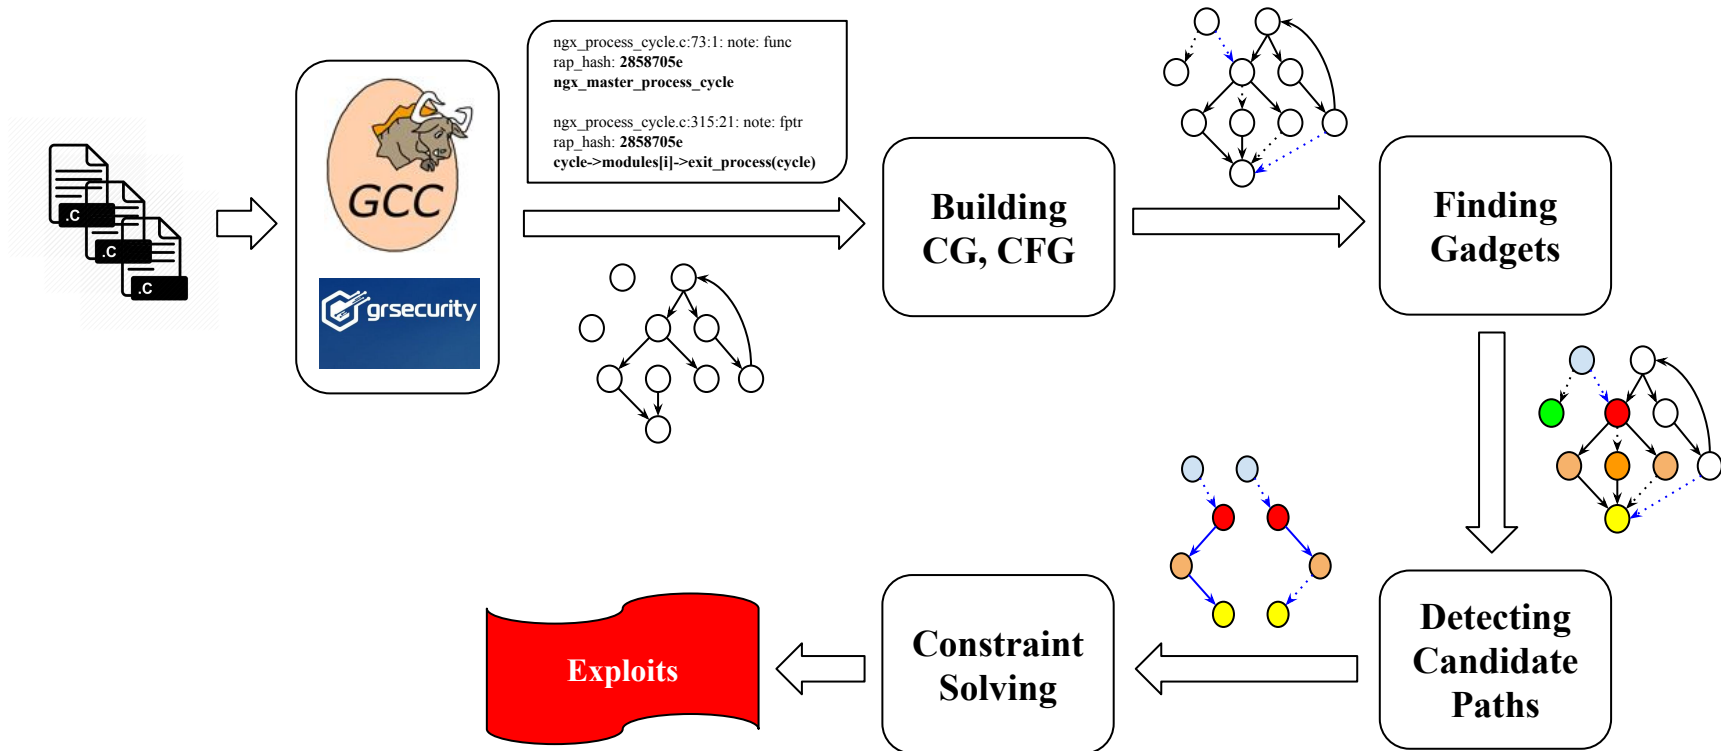 ngx_process_cycle.c:73:1: note: func
rap_hash: 2858705e
ngx_master_process_cycle
ngx_process_cycle.c:315:21: note: fptr
rap_hash: 2858705e
cycle->modules[i]->exit_process(cycle)
.C
.C
.C
GCC
grsecurity
Building
CG, CFG
Finding
Gadgets
Detecting
Candidate
Paths
Constraint
Solving
Exploits